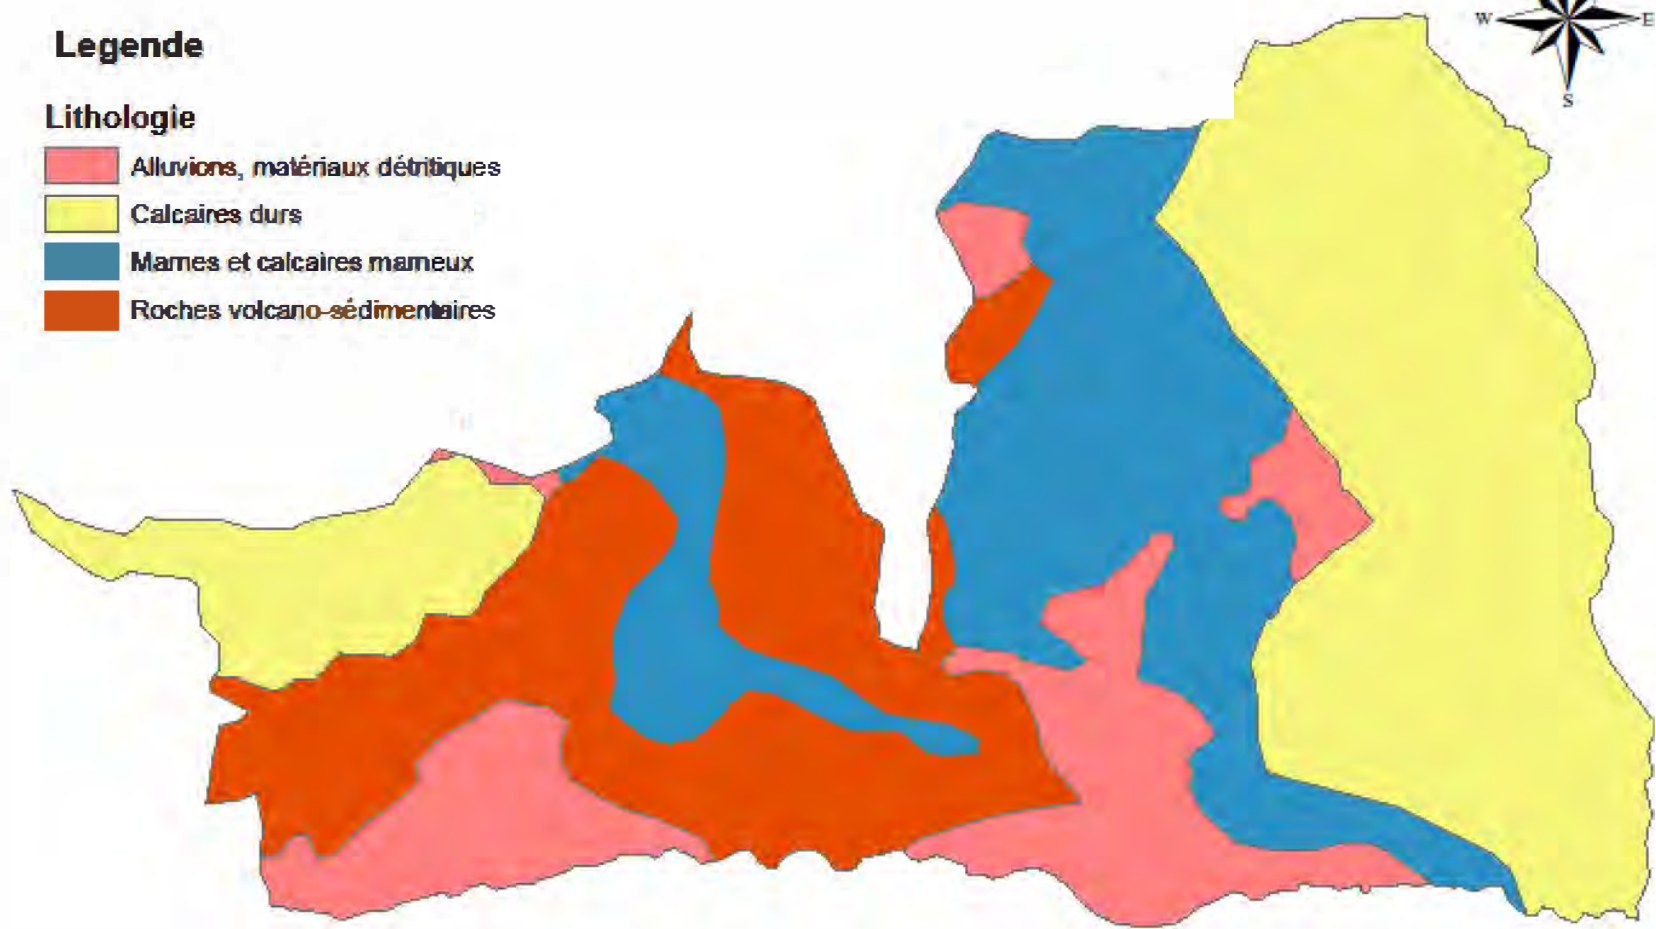 Legende
Lithologie
Alluvions, matériaux détritiques
Calcaires durs
Marnes et calcaires marneux
Roches volcano-sédimentaires
W
E
S